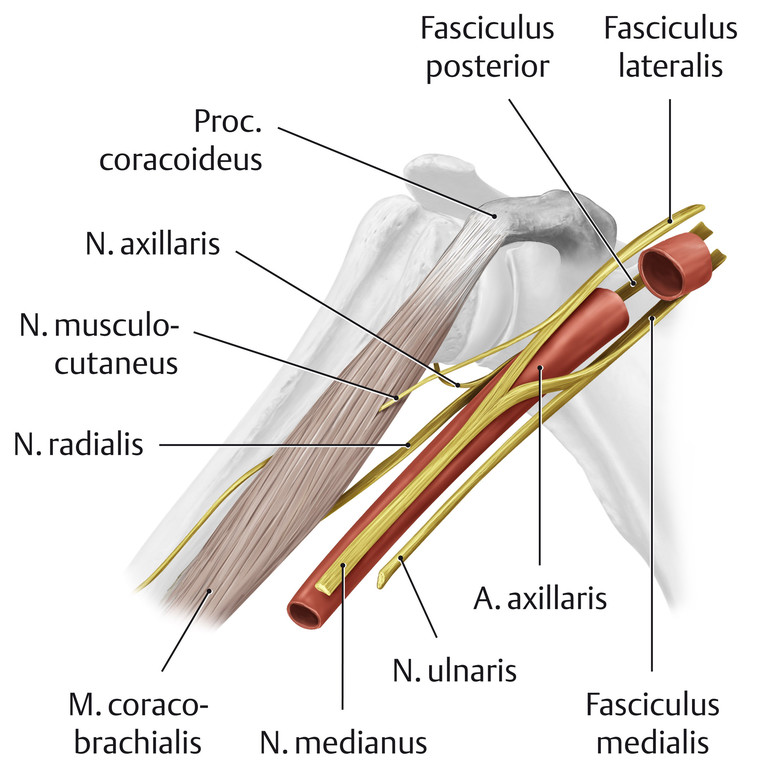 Fasciculus
posterior
Fasciculus
lateralis
Proc.
coracoideus
N. axillaris
N. musculo-
cutaneus
N. radialis
A. axillaris
N. ulnaris
M. coraco-
brachialis
N. medianus
Fasciculus
medialis